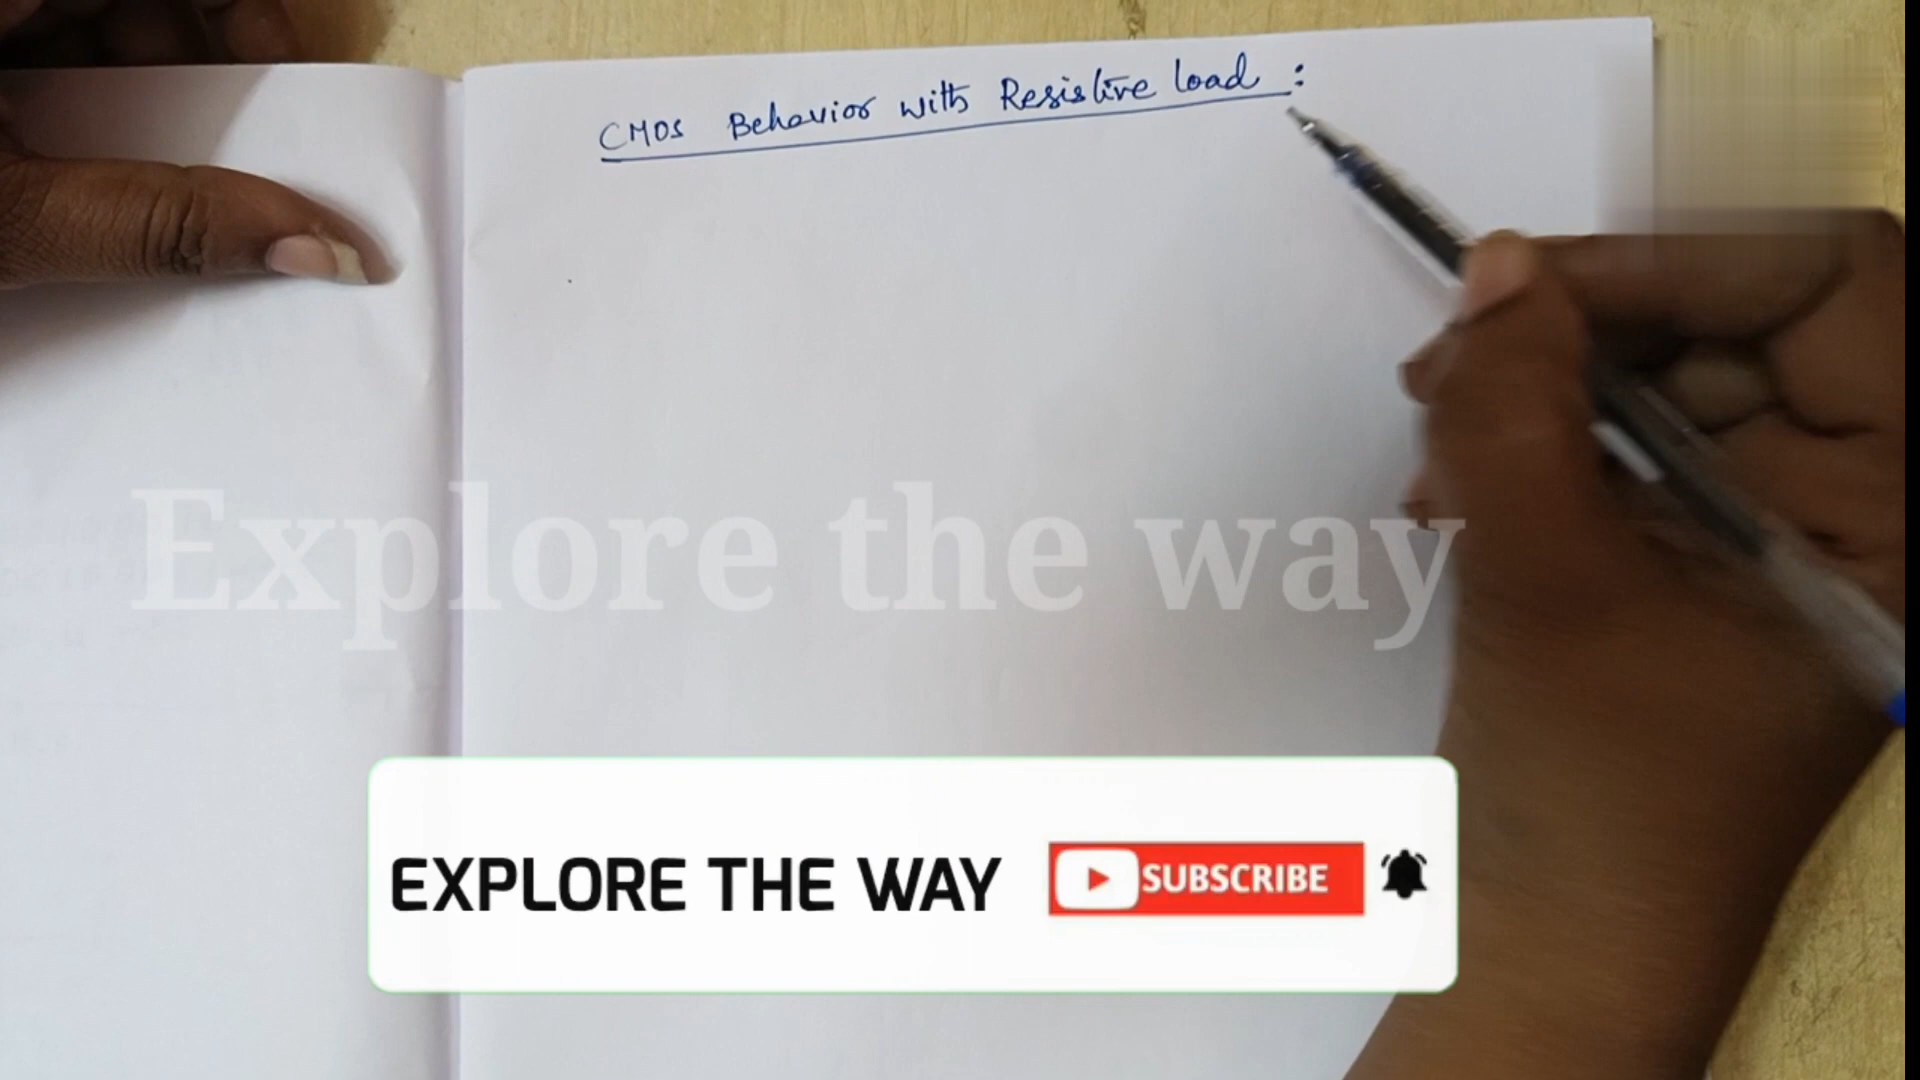 CMOS Behavior with Resistive load :
Explore the way
EXPLORE THE WAY
SUBSCRIBE